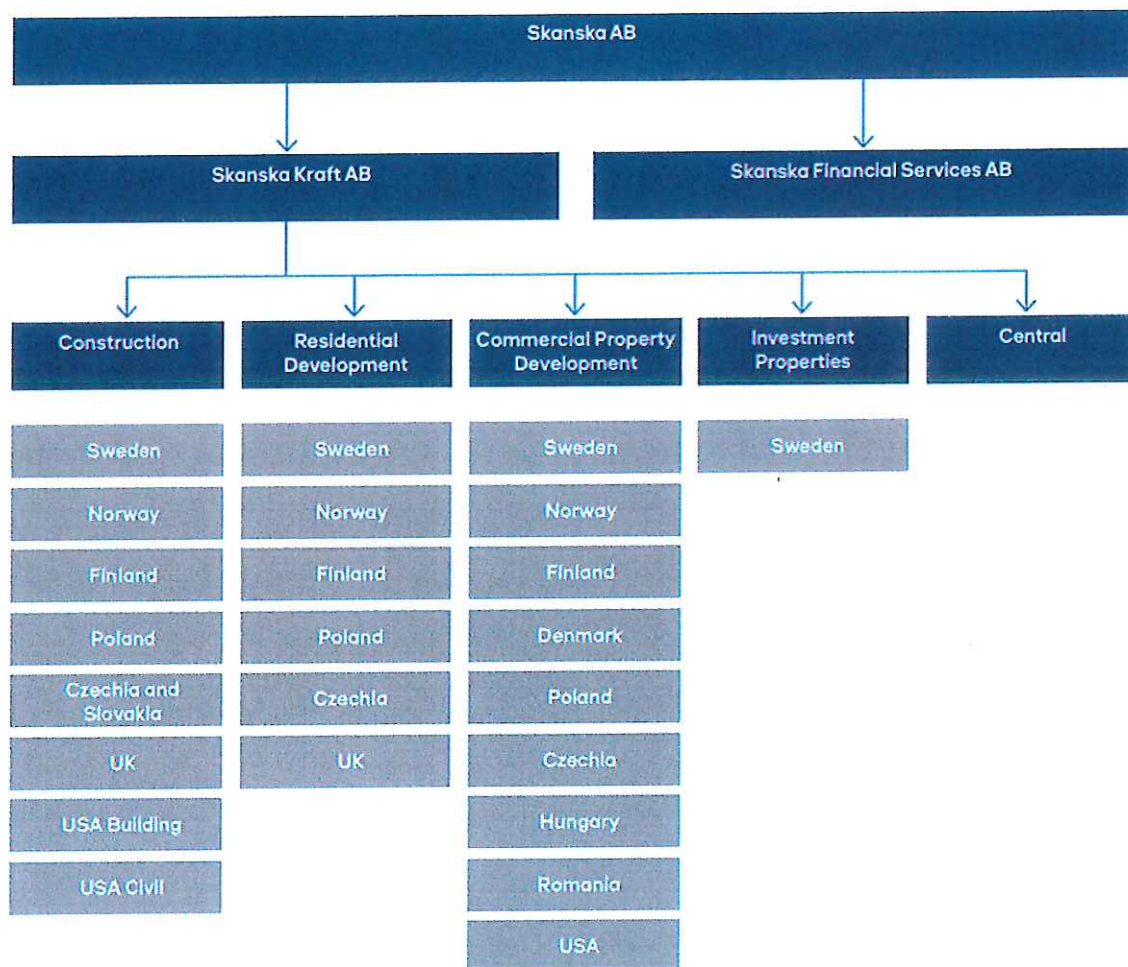 Skanska AB
Skanska Kraft AB
Skanska Financial Services AB
Construction
Residential
Development
Commercial Property
Development
Investment
Properties
Central
Sweden
Norway
Finland
Poland
Czechia and
Slovakia
UK
USA Building
USA Civil
Sweden
Norway
Finland
Poland
Czechia
UK
Sweden
Norway
Finland
Denmark
Poland
Czechia
Hungary
Romania
USA
Sweden